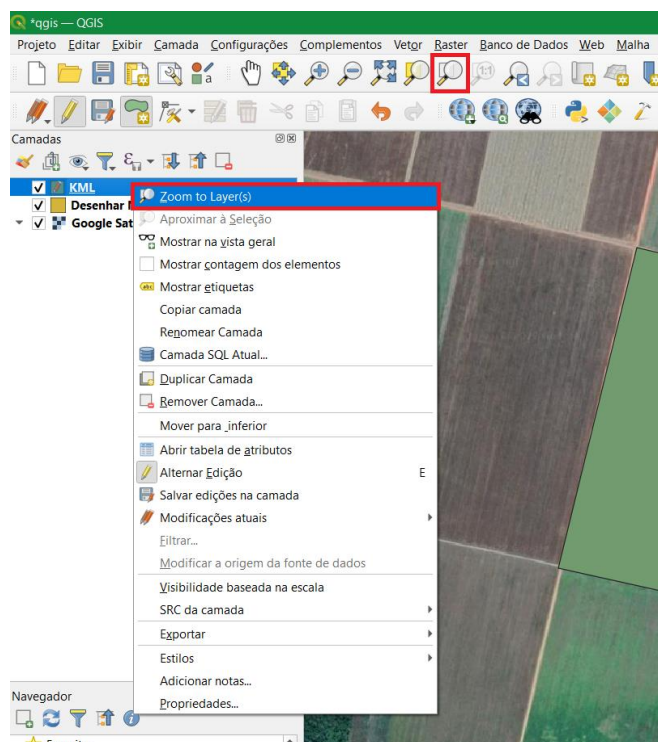 *qgis — QGIS
Projeto Editar Exibir Camada Configurações Complementos Vetor Raster Banco de Dados Web Malha
1:1
Camadas
KML
Desenhar
Google Sat
Zoom to Layer(s)
Aproximar à Seleção
Mostrar na vista geral
Mostrar contagem dos elementos
abc Mostrar etiquetas
Copiar camada
Renomear Camada
Camada SQL Atual...
Duplicar Camada
Remover Camada...
Mover para _inferior
Abrir tabela de atributos
Alternar Edição E
Salvar edições na camada
Modificações atuais
Filtrar...
Modificar a origem da fonte de dados
Visibilidade baseada na escala
SRC da camada
Exportar
Estilos
Adicionar notas...
Propriedades...
Navegador